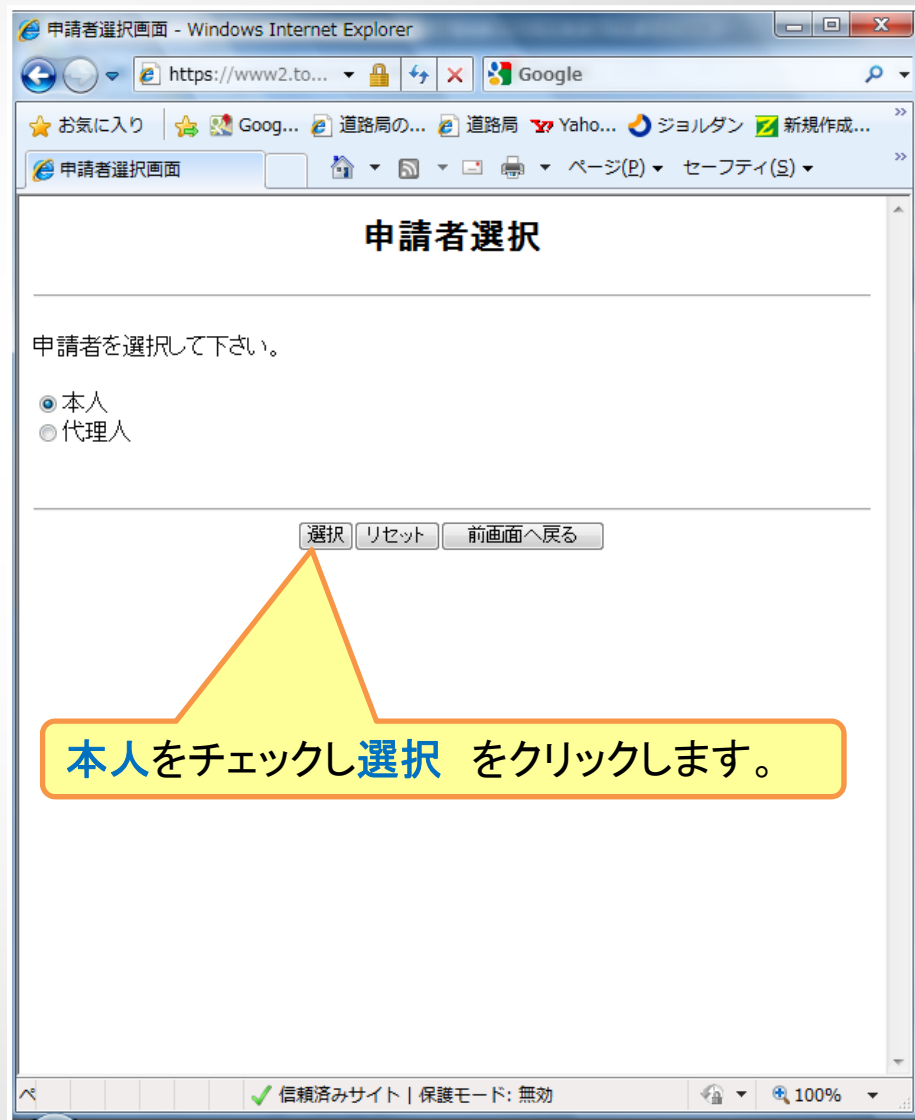 申請者選択画面 - Windows Internet Explorer
https://www2.to... Google
お気に入り Goog... 道路局の... 道路局 Yaho... ジョルダン 新規作成... »
申請者選択画面 ページ(P) セーフティ(S) »
申請者選択
申請者を選択して下さい。
本人
代理人
選択 リセット 前画面へ戻る
本人をチェックし選択 をクリックします。
ペ 信頼済みサイト | 保護モード: 無効 100%